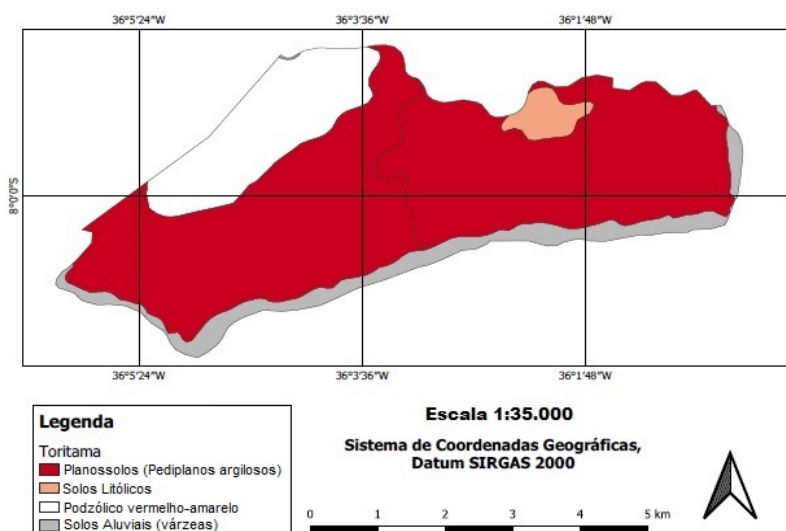 36°5'24"W 36°3'36"W 36°1'48"W
8°0'0"S
36°5'24"W 36°3'36"W 36°1'48"W
Legenda
Toritama
Planossolos (Pediplanos argilosos)
Solos Litólicos
Podzólico vermelho-amarelo
Solos Aluviais (várzeas)
Escala 1:35.000
Sistema de Coordenadas Geográficas,
Datum SIRGAS 2000
0 1 2 3 4 5 km